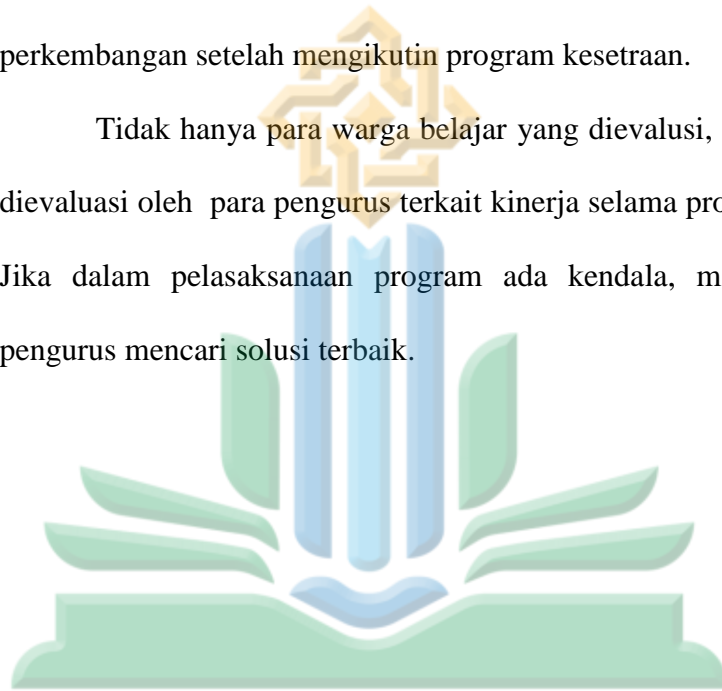 perkembangan setelah mengikutin program kesetraan.
Tidak hanya para warga belajar yang dievalusi,
dievaluasi oleh para pengurus terkait kinerja selama
Jika dalam pelasaksanaan program ada kendala,
pengurus mencari solusi terbaik.